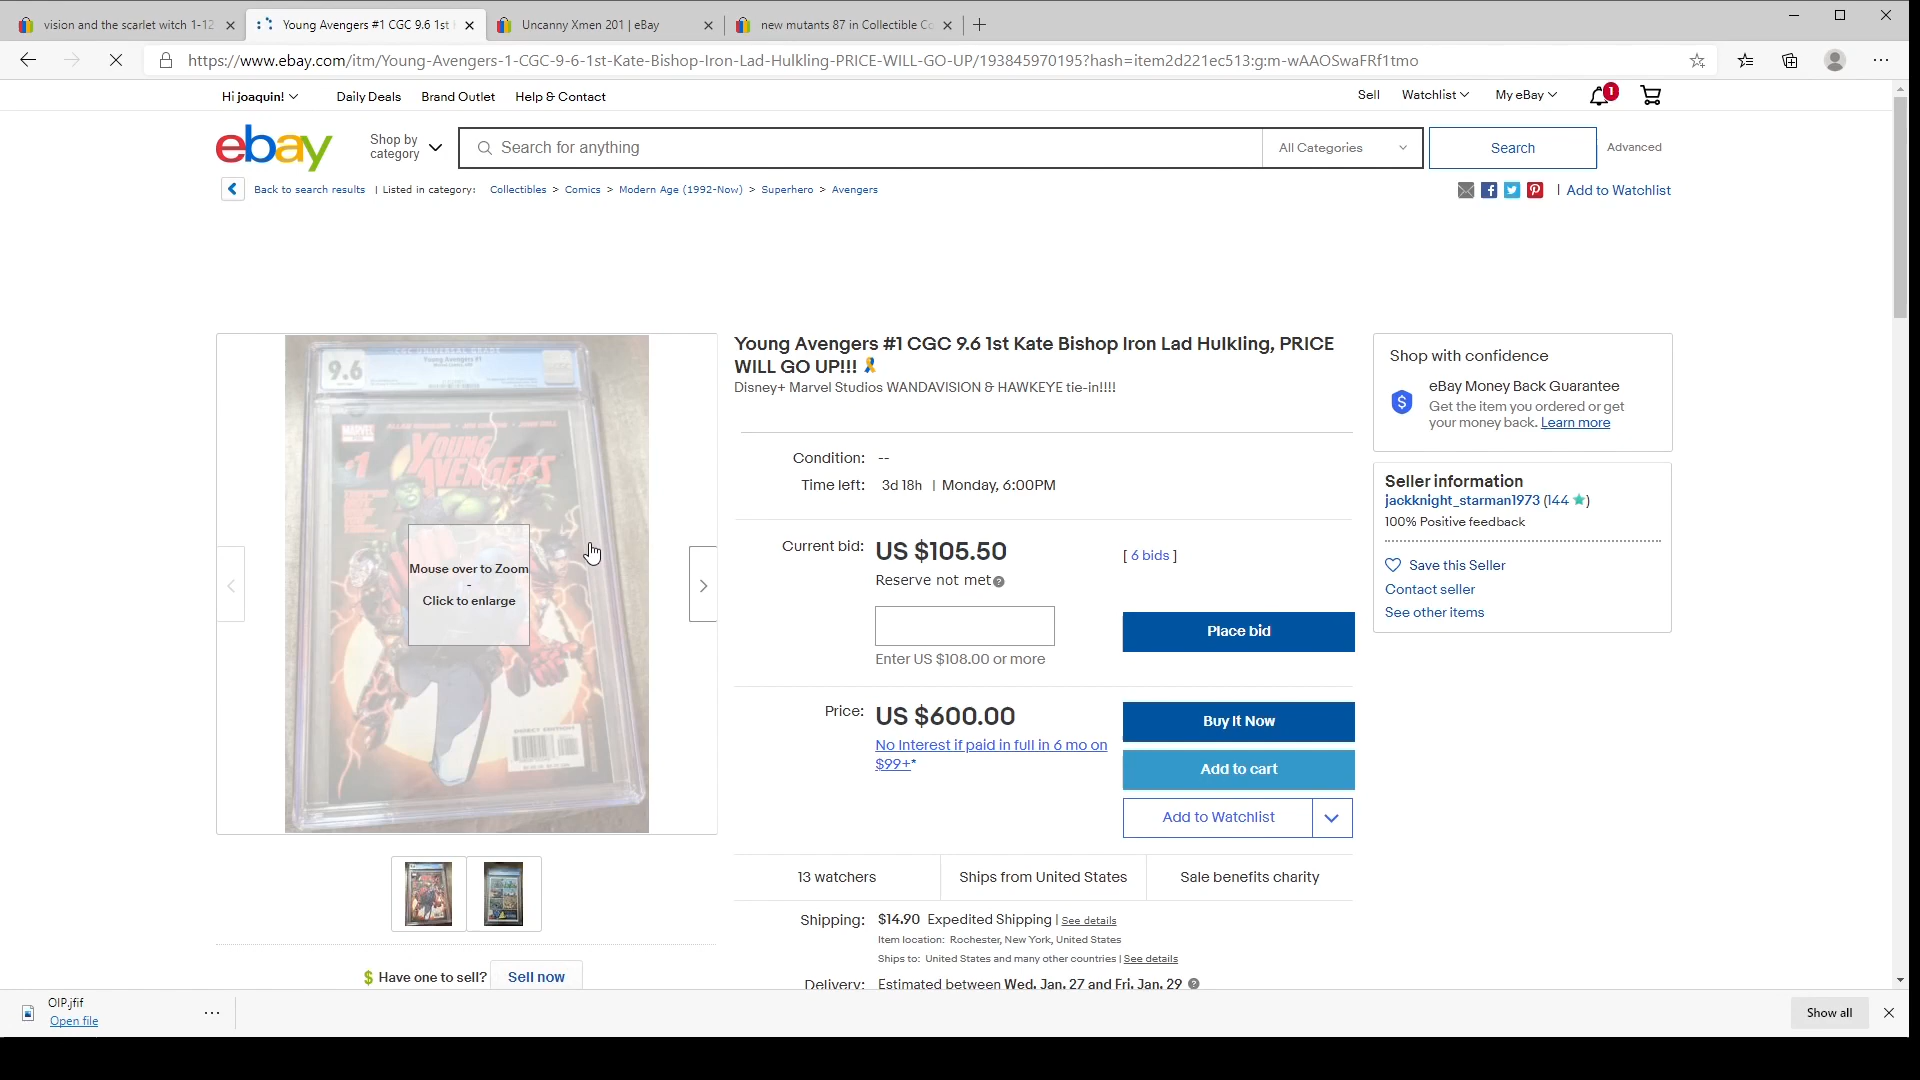 vision and the scarlet witch 1-12
Young Avengers #1 CGC 9.6 1st
Uncanny Xmen 201 | eBay
new mutants 87 in Collectible Co
https://www.ebay.com/itm/Young-Avengers-1-CGC-9-6-1st-Kate-Bishop-Iron-Lad-Hulkling-PRICE-WILL-GO-UP/193845970195?hash=item2d221ec513:g:m-wAAOSwaFRf1tmo
Hi joaquin! Daily Deals Brand Outlet Help & Contact
Sell Watchlist My eBay 1
ebay
Shop by
category
Search for anything
All Categories
Search
Advanced
Back to search results | Listed in category: Collectibles > Comics > Modern Age (1992-Now) > Superhero > Avengers
| Add to Watchlist
CGC UNIVERSAL GRADE
9.6
Young Avengers #1
MARVEL
YOUNG
AVENGERS
#1
DIRECT EDITION
Mouse over to Zoom
-
Click to enlarge
Have one to sell? Sell now
Young Avengers #1 CGC 9.6 1st Kate Bishop Iron Lad Hulkling, PRICE
WILL GO UP!!!
Disney+ Marvel Studios WANDAVISION & HAWKEYE tie-in!!!!
Condition: --
Time left: 3d 18h | Monday, 6:00PM
Current bid: US $105.50 [ 6 bids ]
Reserve not met
Place bid
Enter US $108.00 or more
Price: US $600.00
Buy It Now
No Interest if paid in full in 6 mo on
$99+*
Add to cart
Add to Watchlist
13 watchers
Ships from United States
Sale benefits charity
Shipping: $14.90 Expedited Shipping | See details
Item location: Rochester, New York, United States
Ships to: United States and many other countries | See details
Delivery: Estimated between Wed. Jan. 27 and Fri. Jan. 29
Shop with confidence
eBay Money Back Guarantee
Get the item you ordered or get
your money back. Learn more
Seller information
jackknight_starman1973 (144)
100% Positive feedback
Save this Seller
Contact seller
See other items
OIP.jfif
Open file
Show all